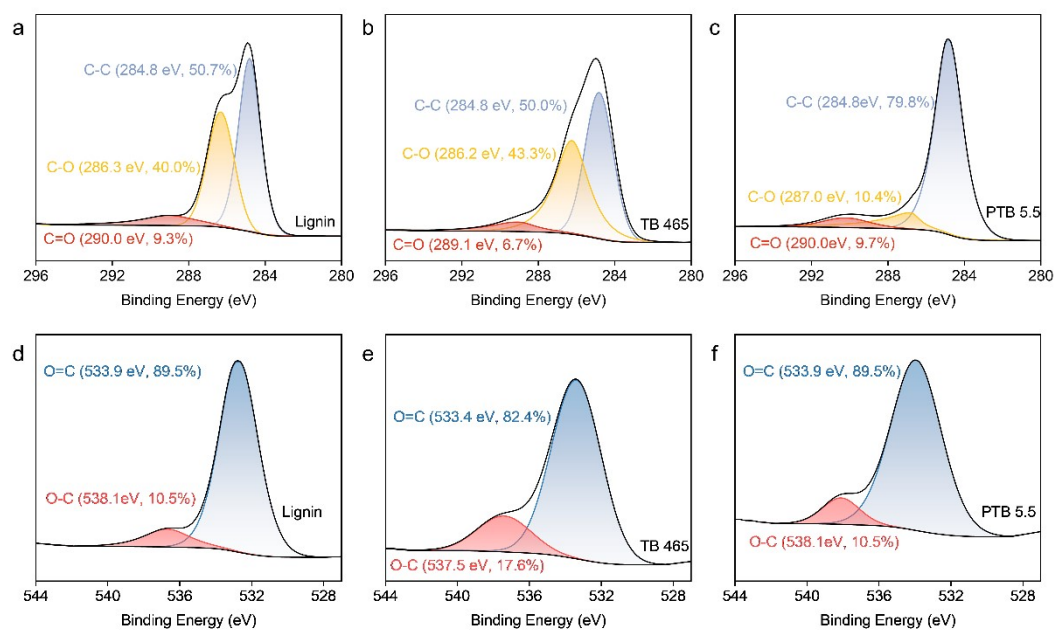 a
C-C (284.8 eV, 50.7%)
C-O (286.3 eV, 40.0%)
Lignin
C=O (290.0 eV, 9.3%)
296 292 288 284 280
Binding Energy (eV)
b
C-C (284.8 eV, 50.0%)
C-O (286.2 eV, 43.3%)
TB 465
C=O (289.1 eV, 6.7%)
296 292 288 284 280
Binding Energy (eV)
c
C-C (284.8eV, 79.8%)
C-O (287.0 eV, 10.4%)
PTB 5.5
C=O (290.0eV, 9.7%)
296 292 288 284 280
Binding Energy (eV)
d
O=C (533.9 eV, 89.5%)
O-C (538.1eV, 10.5%)
Lignin
544 540 536 532 528
Binding Energy (eV)
e
O=C (533.4 eV, 82.4%)
TB 465
O-C (537.5 eV, 17.6%)
544 540 536 532 528
Binding Energy (eV)
f
O=C (533.9 eV, 89.5%)
PTB 5.5
O-C (538.1eV, 10.5%)
544 540 536 532 528
Binding Energy (eV)